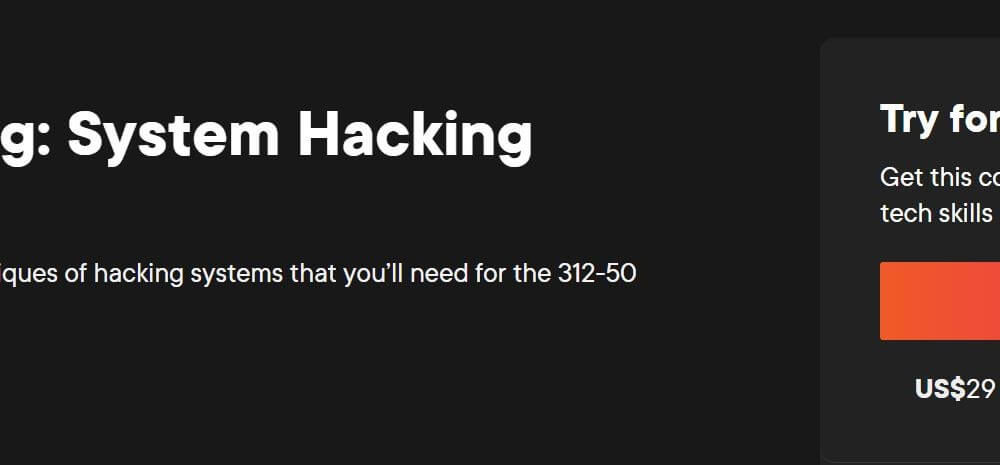 g: System Hacking
iques of hacking systems that you’ll need for the 312-50
Try for
Get this co
tech skills
US$29